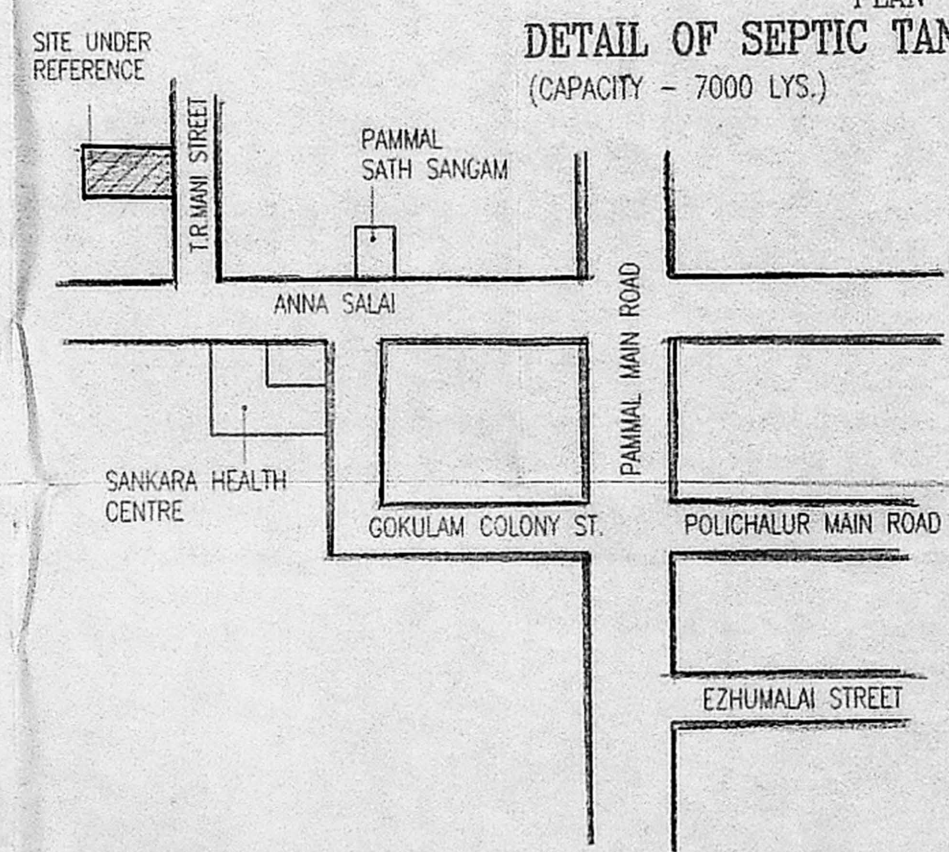 PLAN
DETAIL OF SEPTIC
(CAPACITY - 7000 LYS.)
SITE UNDER
REFERENCE
T.R.MANI STREET
PAMMAL
SATH SANGAM
ANNA SALAI
PAMMAL MAIN ROAD
SANKARA HEALTH
CENTRE
GOKULAM COLONY ST.
POLICHALUR MAIN ROAD
EZHUMALAI STREET